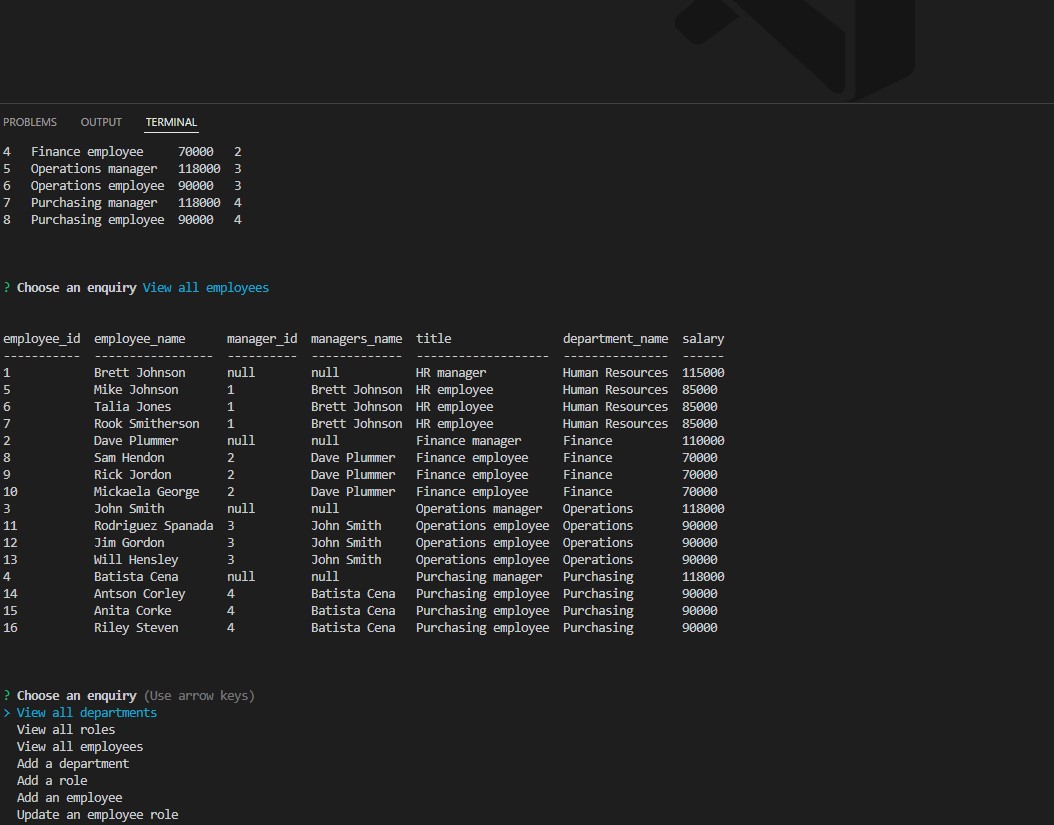 PROBLEMS OUTPUT TERMINAL
4 Finance employee 70000 2
5 Operations manager 118000 3
6 Operations employee 90000 3
7 Purchasing manager 118000 4
8 Purchasing employee 90000 4
? Choose an enquiry View all employees
employee_id employee_name manager_id managers_name title department_name salary
----------- ----------------- ---------- ------------- ------------------- --------------- ------
1 Brett Johnson null null HR manager Human Resources 115000
5 Mike Johnson 1 Brett Johnson HR employee Human Resources 85000
6 Talia Jones 1 Brett Johnson HR employee Human Resources 85000
7 Rook Smitherson 1 Brett Johnson HR employee Human Resources 85000
2 Dave Plummer null null Finance manager Finance 110000
8 Sam Hendon 2 Dave Plummer Finance employee Finance 70000
9 Rick Jordon 2 Dave Plummer Finance employee Finance 70000
10 Mickaela George 2 Dave Plummer Finance employee Finance 70000
3 John Smith null null Operations manager Operations 118000
11 Rodriguez Spanada 3 John Smith Operations employee Operations 90000
12 Jim Gordon 3 John Smith Operations employee Operations 90000
13 Will Hensley 3 John Smith Operations employee Operations 90000
4 Batista Cena null null Purchasing manager Purchasing 118000
14 Antson Corley 4 Batista Cena Purchasing employee Purchasing 90000
15 Anita Corke 4 Batista Cena Purchasing employee Purchasing 90000
16 Riley Steven 4 Batista Cena Purchasing employee Purchasing 90000
? Choose an enquiry (Use arrow keys)
> View all departments
View all roles
View all employees
Add a department
Add a role
Add an employee
Update an employee role